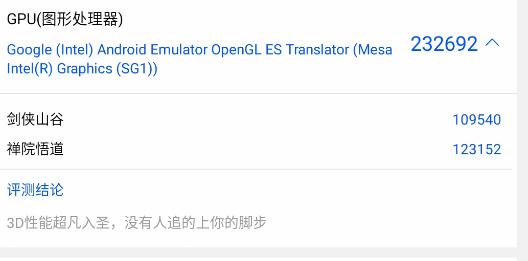 GPU(图形处理器)
Google (Intel) Android Emulator OpenGL ES Translator (Mesa
Intel(R) Graphics (SG1))
232692
剑侠山谷 109540
禅院悟道 123152
评测结论
3D性能超凡入圣，没有人追的上你的脚步